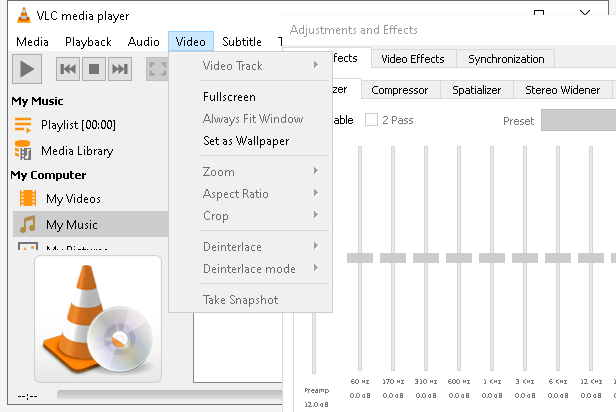 VLC media player
Media Playback Audio Video Subtitle T
Adjustments and Effects
ffects Video Effects Synchronization
zer Compressor Spatializer Stereo Widener
able 2 Pass Preset
Video Track
Fullscreen
Always Fit Window
Set as Wallpaper
Zoom
Aspect Ratio
Crop
Deinterlace
Deinterlace mode
Take Snapshot
My Music
Playlist [00:00]
Media Library
My Computer
My Videos
My Music
My Pictures
--:--
60 Hz 170 Hz 310 Hz 600 Hz 1 KHz 3 KHz 6 KHz 12 KHz
Preamp 0.0 dB 0.0 dB 0.0 dB 0.0 dB 0.0 dB 0.0 dB 0.0 dB 0.0 dB
12.0 dB